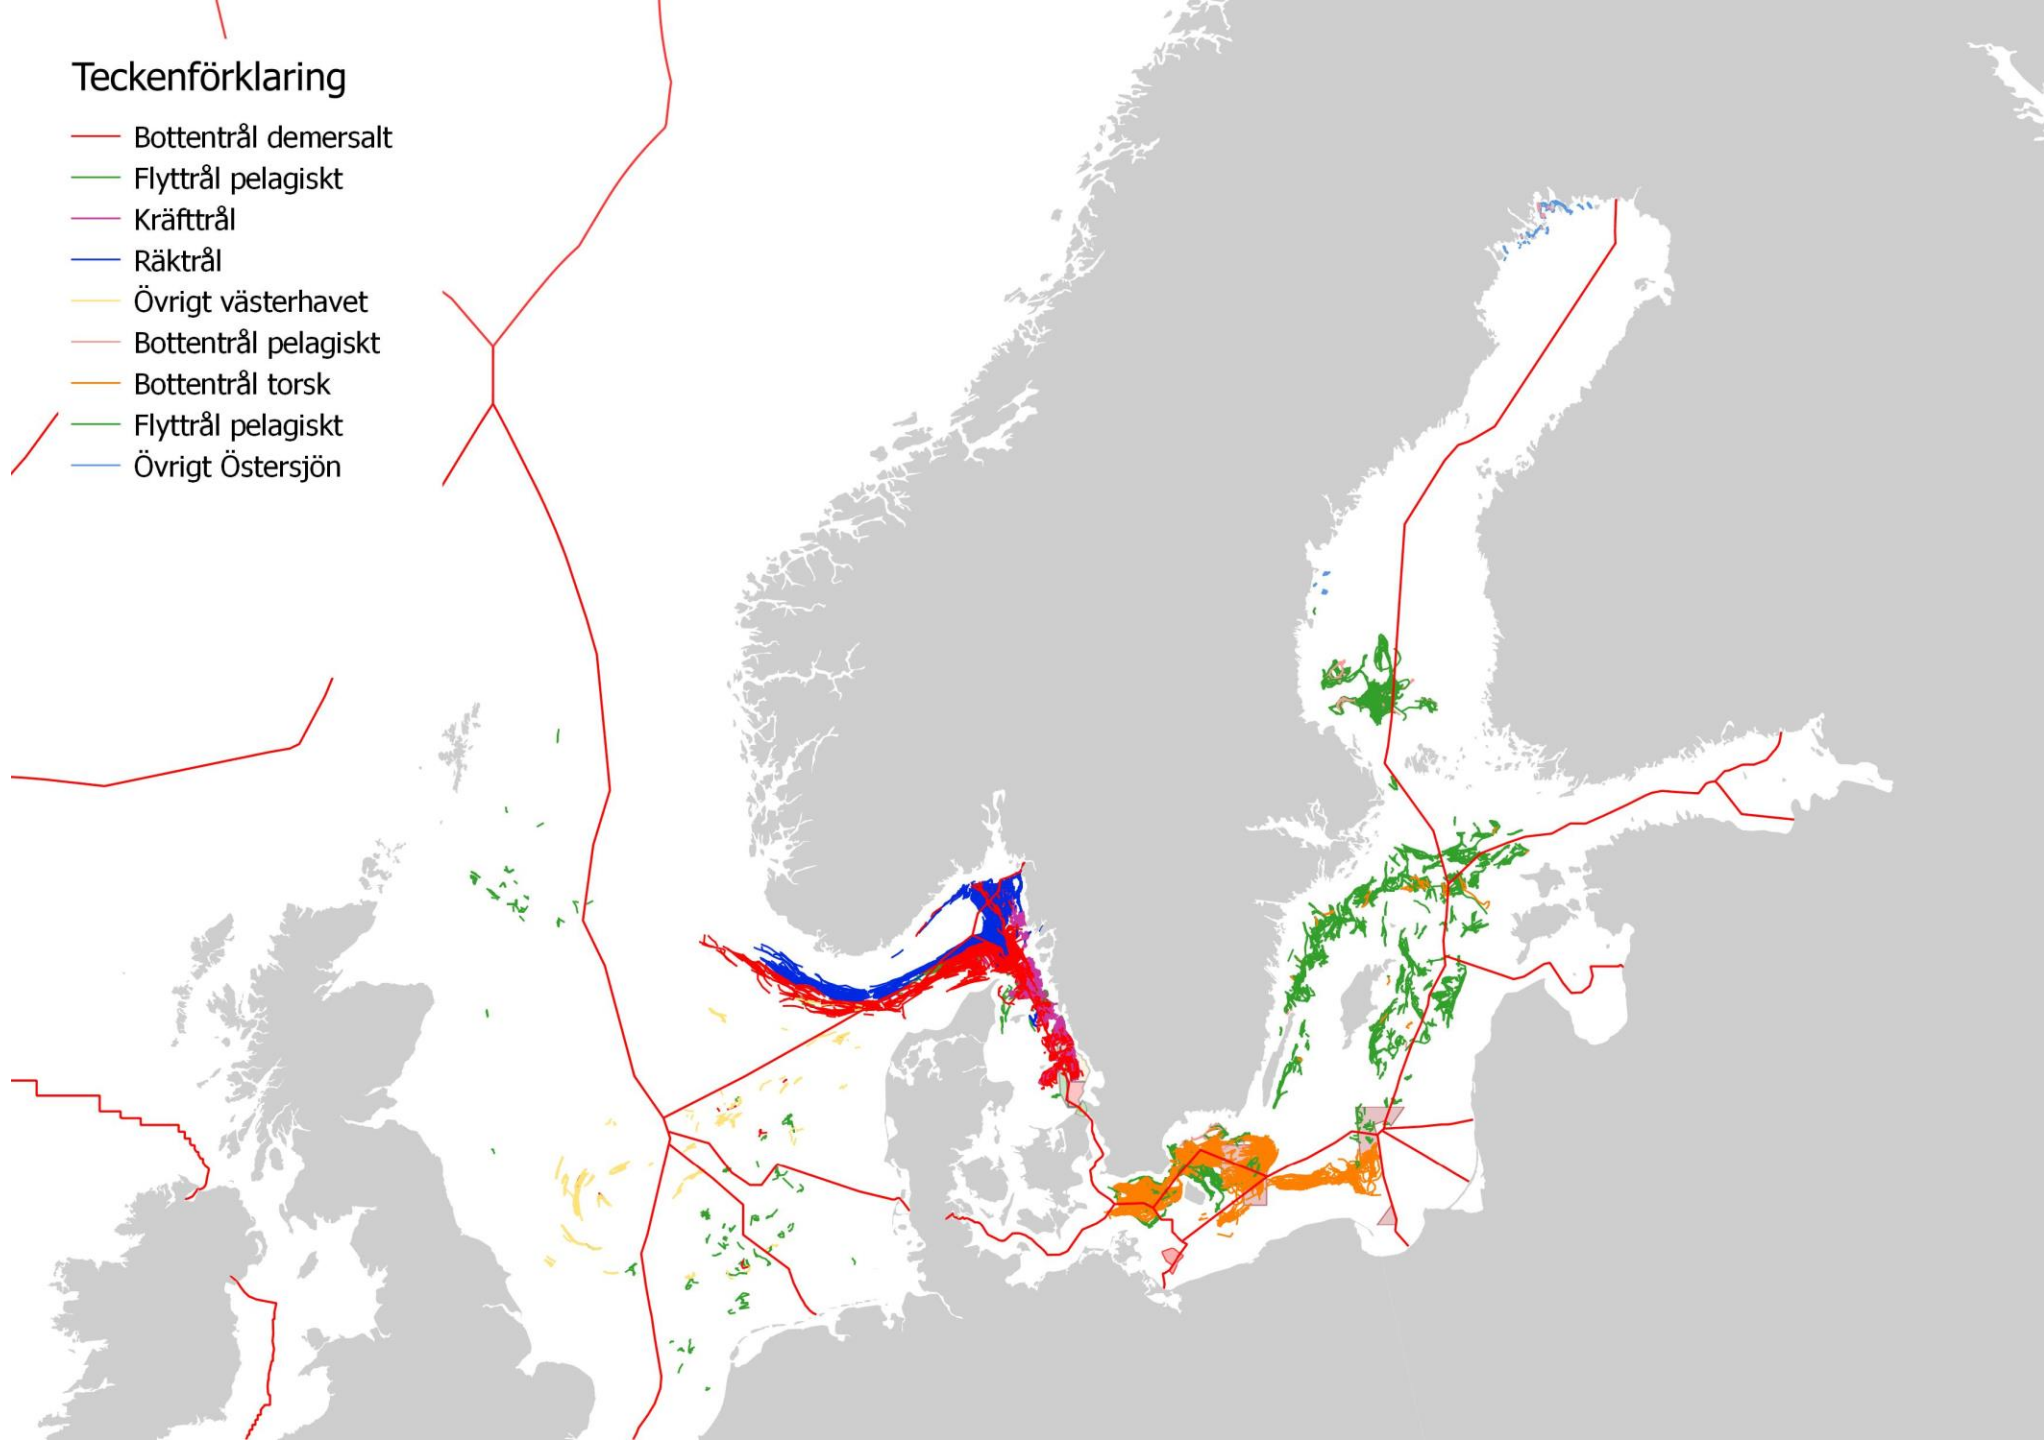 Teckenförklaring
Bottentrål demersalt
Flyttrål pelagiskt
Kräfttrål
Räktrål
Övrigt västerhavet
Bottentrål pelagiskt
Bottentrål torsk
Flyttrål pelagiskt
Övrigt Östersjön